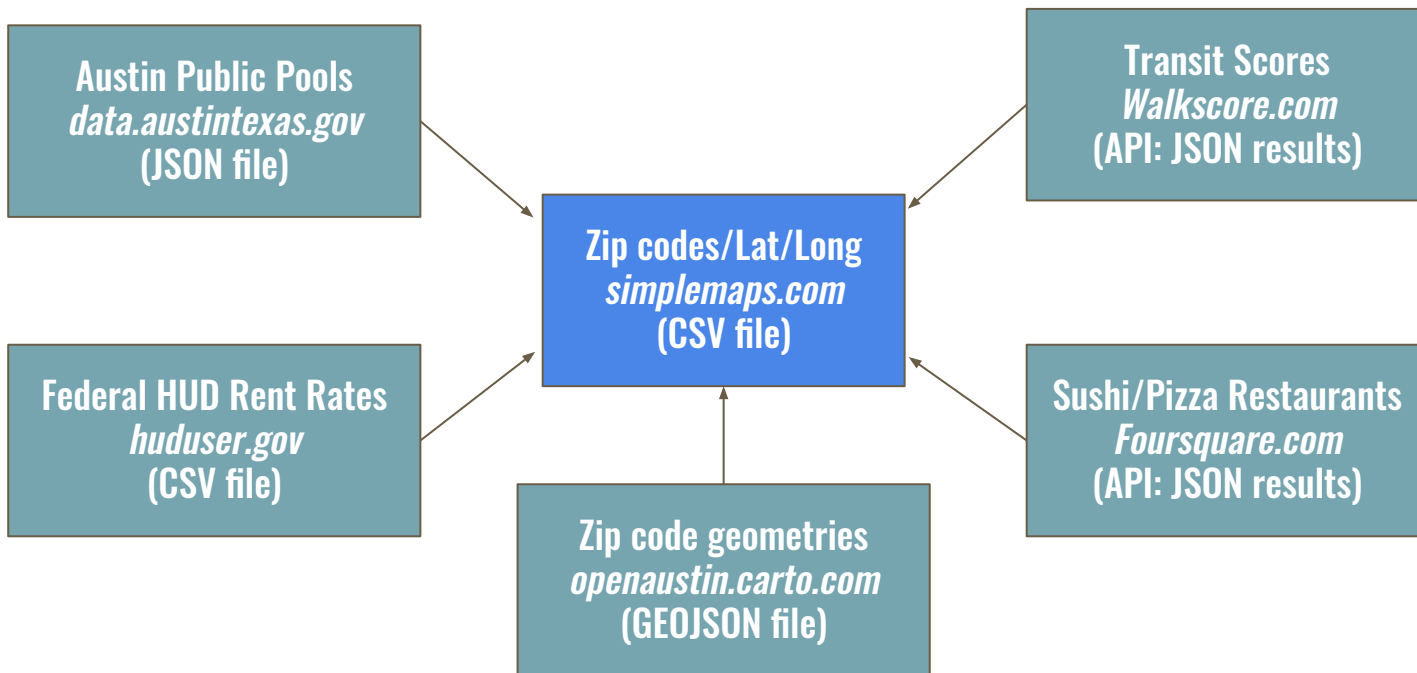 Austin Public Pools
data.austintexas.gov
(JSON file)
Transit Scores
Walkscore.com
(API: JSON results)
Zip codes/Lat/Long
simplemaps.com
(CSV file)
Federal HUD Rent Rates
huduser.gov
(CSV file)
Sushi/Pizza Restaurants
Foursquare.com
(API: JSON results)
Zip code geometries
openaustin.carto.com
(GEOJSON file)